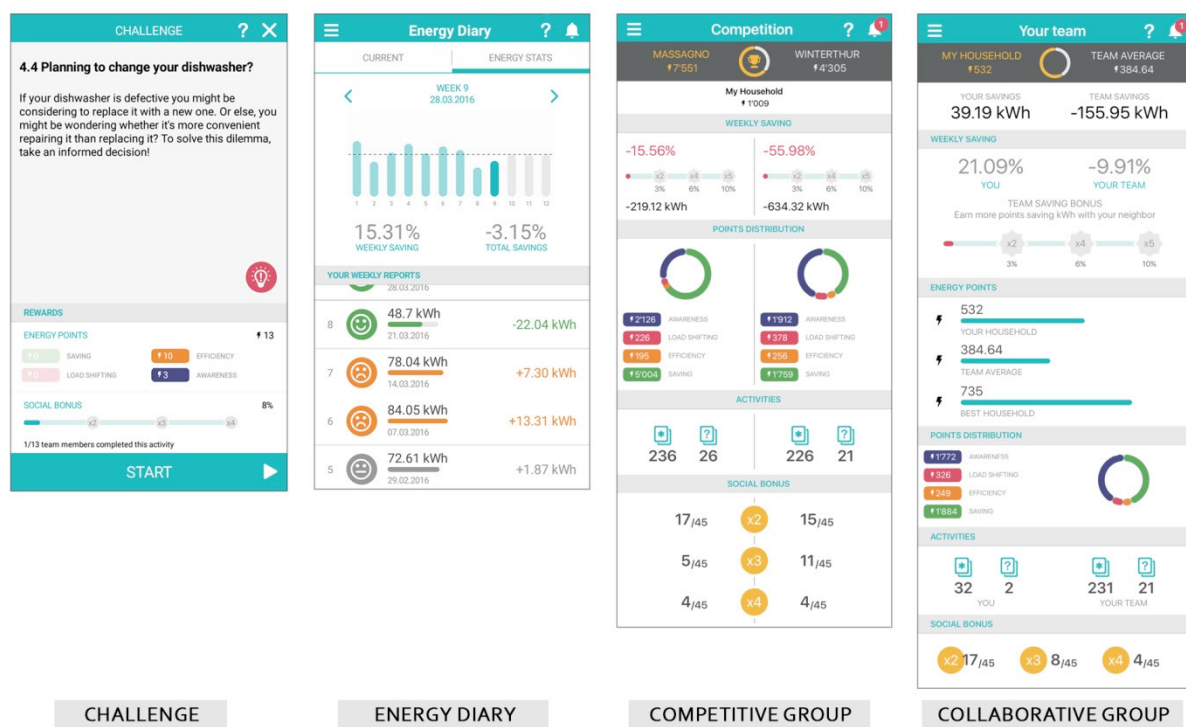 CHALLENGE ? X
4.4 Planning to change your dishwasher?
If your dishwasher is defective you might be
considering to replace it with a new one. Or else, you
might be wondering whether it's more convenient
repairing it than replacing it? To solve this dilemma,
take an informed decision!
REWARDS
ENERGY POINTS 13
0 SAVING 10 EFFICIENCY
0 LOAD SHIFTING 3 AWARENESS
SOCIAL BONUS 8%
x2 x3 x4
1/13 team members completed this activity
START
CHALLENGE
Energy Diary ?
CURRENT ENERGY STATS
WEEK 9
28.03.2016
1 2 3 4 5 6 7 8 9 10 11 12
15.31% -3.15%
WEEKLY SAVING TOTAL SAVINGS
YOUR WEEKLY REPORTS
28.03.2016
8 48.7 kWh -22.04 kWh
21.03.2016
7 78.04 kWh +7.30 kWh
14.03.2016
6 84.05 kWh +13.31 kWh
07.03.2016
5 72.61 kWh +1.87 kWh
29.02.2016
ENERGY DIARY
Competition ? 1
MASSAGNO WINTERTHUR
7'551 4'305
My Household
1'009
WEEKLY SAVING
-15.56% -55.98%
x2 x4 x5 x2 x4 x5
3% 6% 10% 3% 6% 10%
-219.12 kWh -634.32 kWh
POINTS DISTRIBUTION
2'126 AWARENESS 1'912 AWARENESS
226 LOAD SHIFTING 378 LOAD SHIFTING
195 EFFICIENCY 256 EFFICIENCY
5'004 SAVING 1'759 SAVING
ACTIVITIES
* ? * ?
236 26 226 21
SOCIAL BONUS
17/45 x2 15/45
5/45 x3 11/45
4/45 x4 4/45
COMPETITIVE GROUP
Your team ? 1
MY HOUSEHOLD TEAM AVERAGE
532 384.64
YOUR SAVINGS TEAM SAVINGS
39.19 kWh -155.95 kWh
WEEKLY SAVING
21.09% -9.91%
YOU YOUR TEAM
TEAM SAVING BONUS
Earn more points saving kWh with your neighbor
x2 x4 x5
3% 6% 10%
ENERGY POINTS
532
YOUR HOUSEHOLD
384.64
TEAM AVERAGE
735
BEST HOUSEHOLD
POINTS DISTRIBUTION
1'772 AWARENESS
326 LOAD SHIFTING
249 EFFICIENCY
1'884 SAVING
ACTIVITIES
* ? * ?
32 2 231 21
YOU YOUR TEAM
SOCIAL BONUS
x2 17/45 x3 8/45 x4 4/45
COLLABORATIVE GROUP